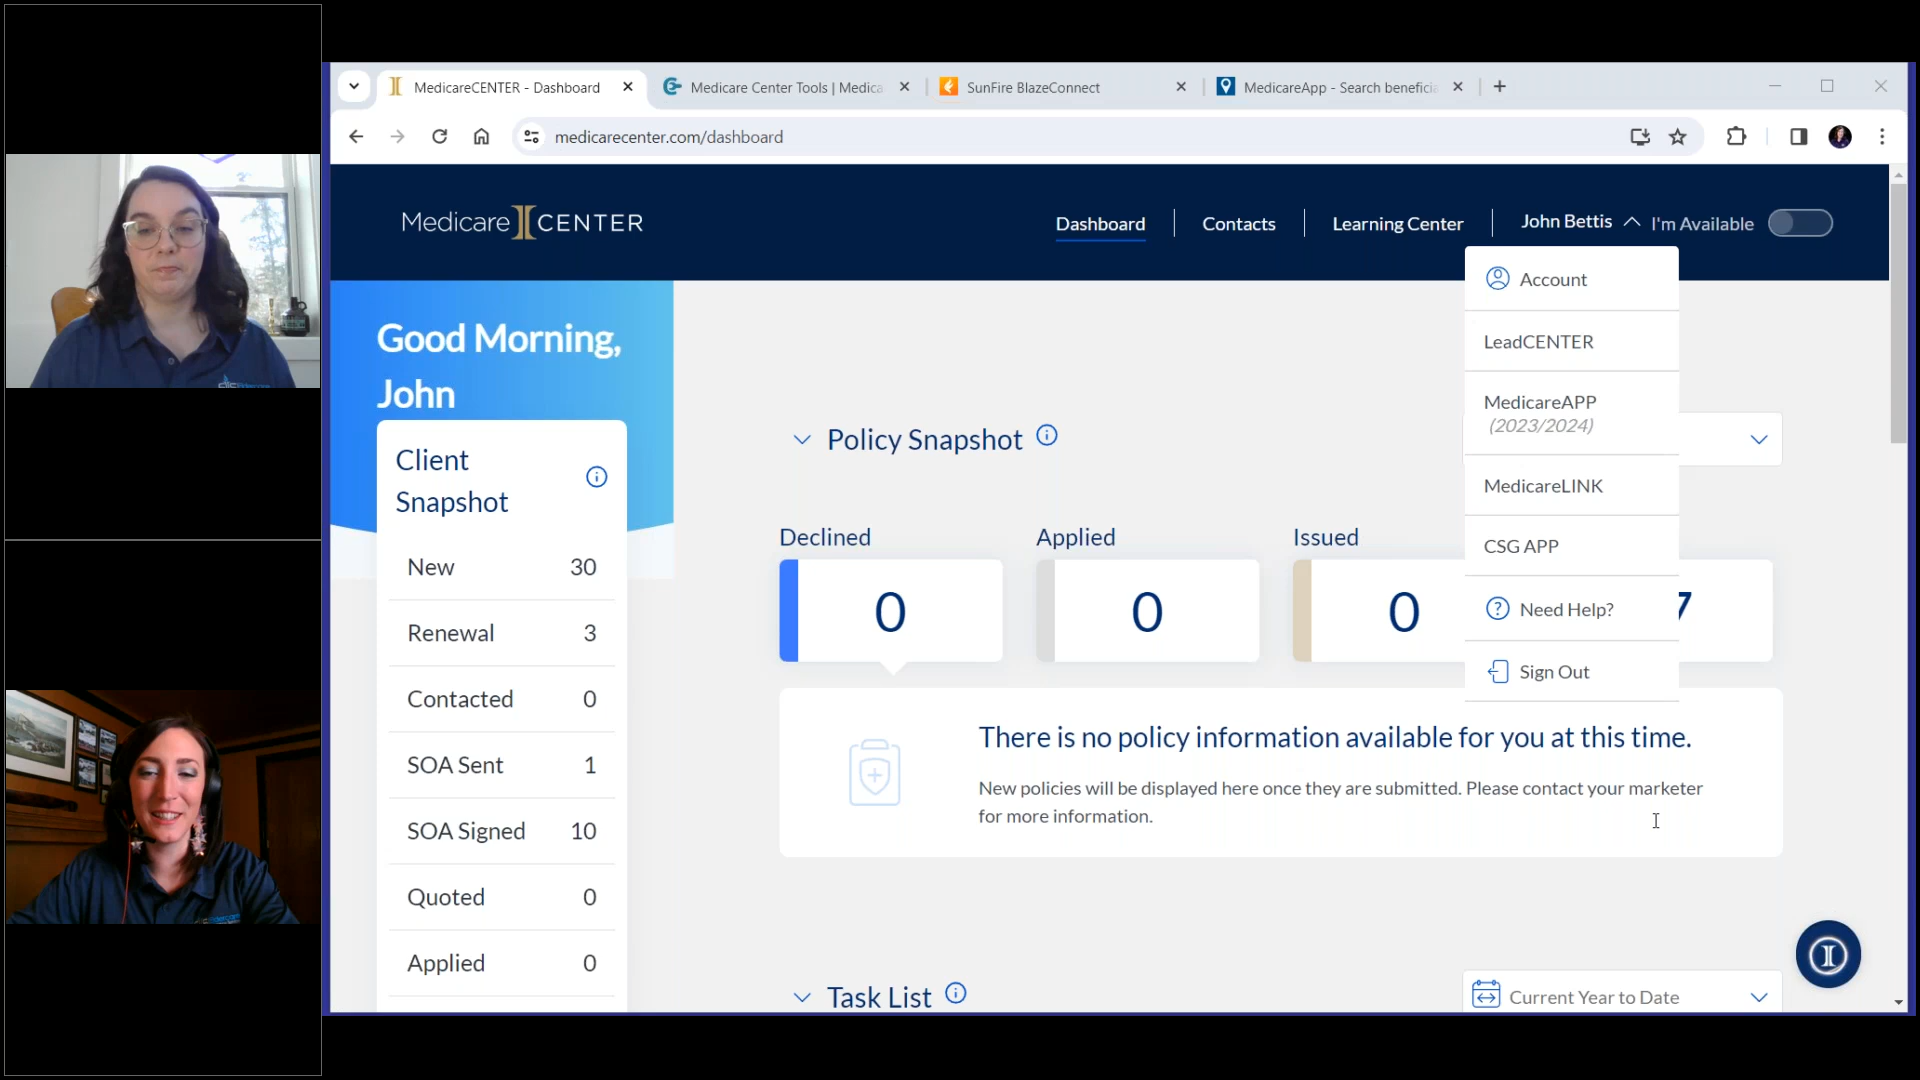 MedicareCENTER - Dashboard
Medicare Center Tools | Medica
SunFire BlazeConnect
MedicareApp - Search beneficia
medicarecenter.com/dashboard
Medicare CENTER
Dashboard
Contacts
Learning Center
John Bettis
I'm Available
Account
LeadCENTER
MedicareAPP
(2023/2024)
MedicareLINK
CSG APP
Need Help?
Sign Out
Good Morning,
John
Client
Snapshot
New 30
Renewal 3
Contacted 0
SOA Sent 1
SOA Signed 10
Quoted 0
Applied 0
Policy Snapshot
Declined
Applied
Issued
0
0
0
7
There is no policy information available for you at this time.
New policies will be displayed here once they are submitted. Please contact your marketer
for more information.
Task List
Current Year to Date